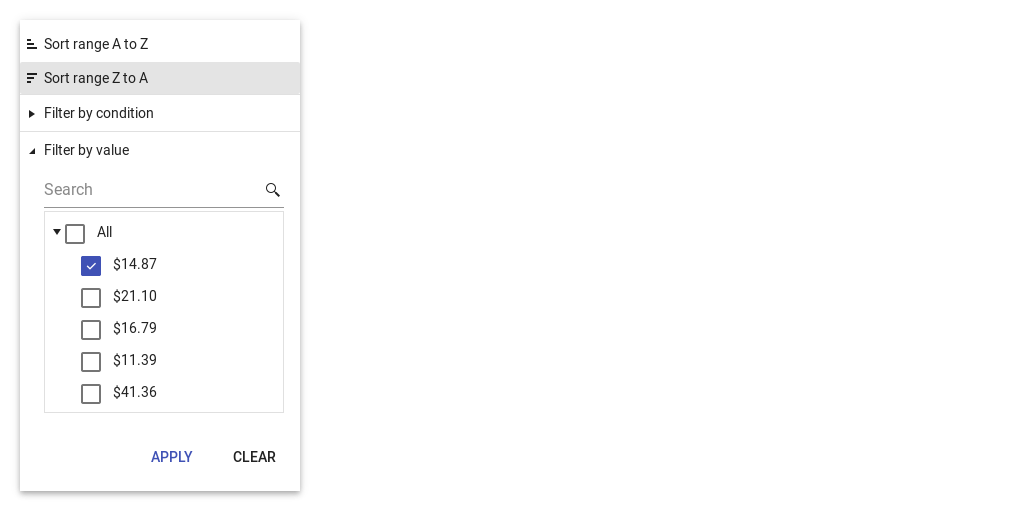 Sort range A to Z
Sort range Z to A
Filter by condition
Filter by value
Search
All
$14.87
$21.10
$16.79
$11.39
$41.36
APPLY CLEAR